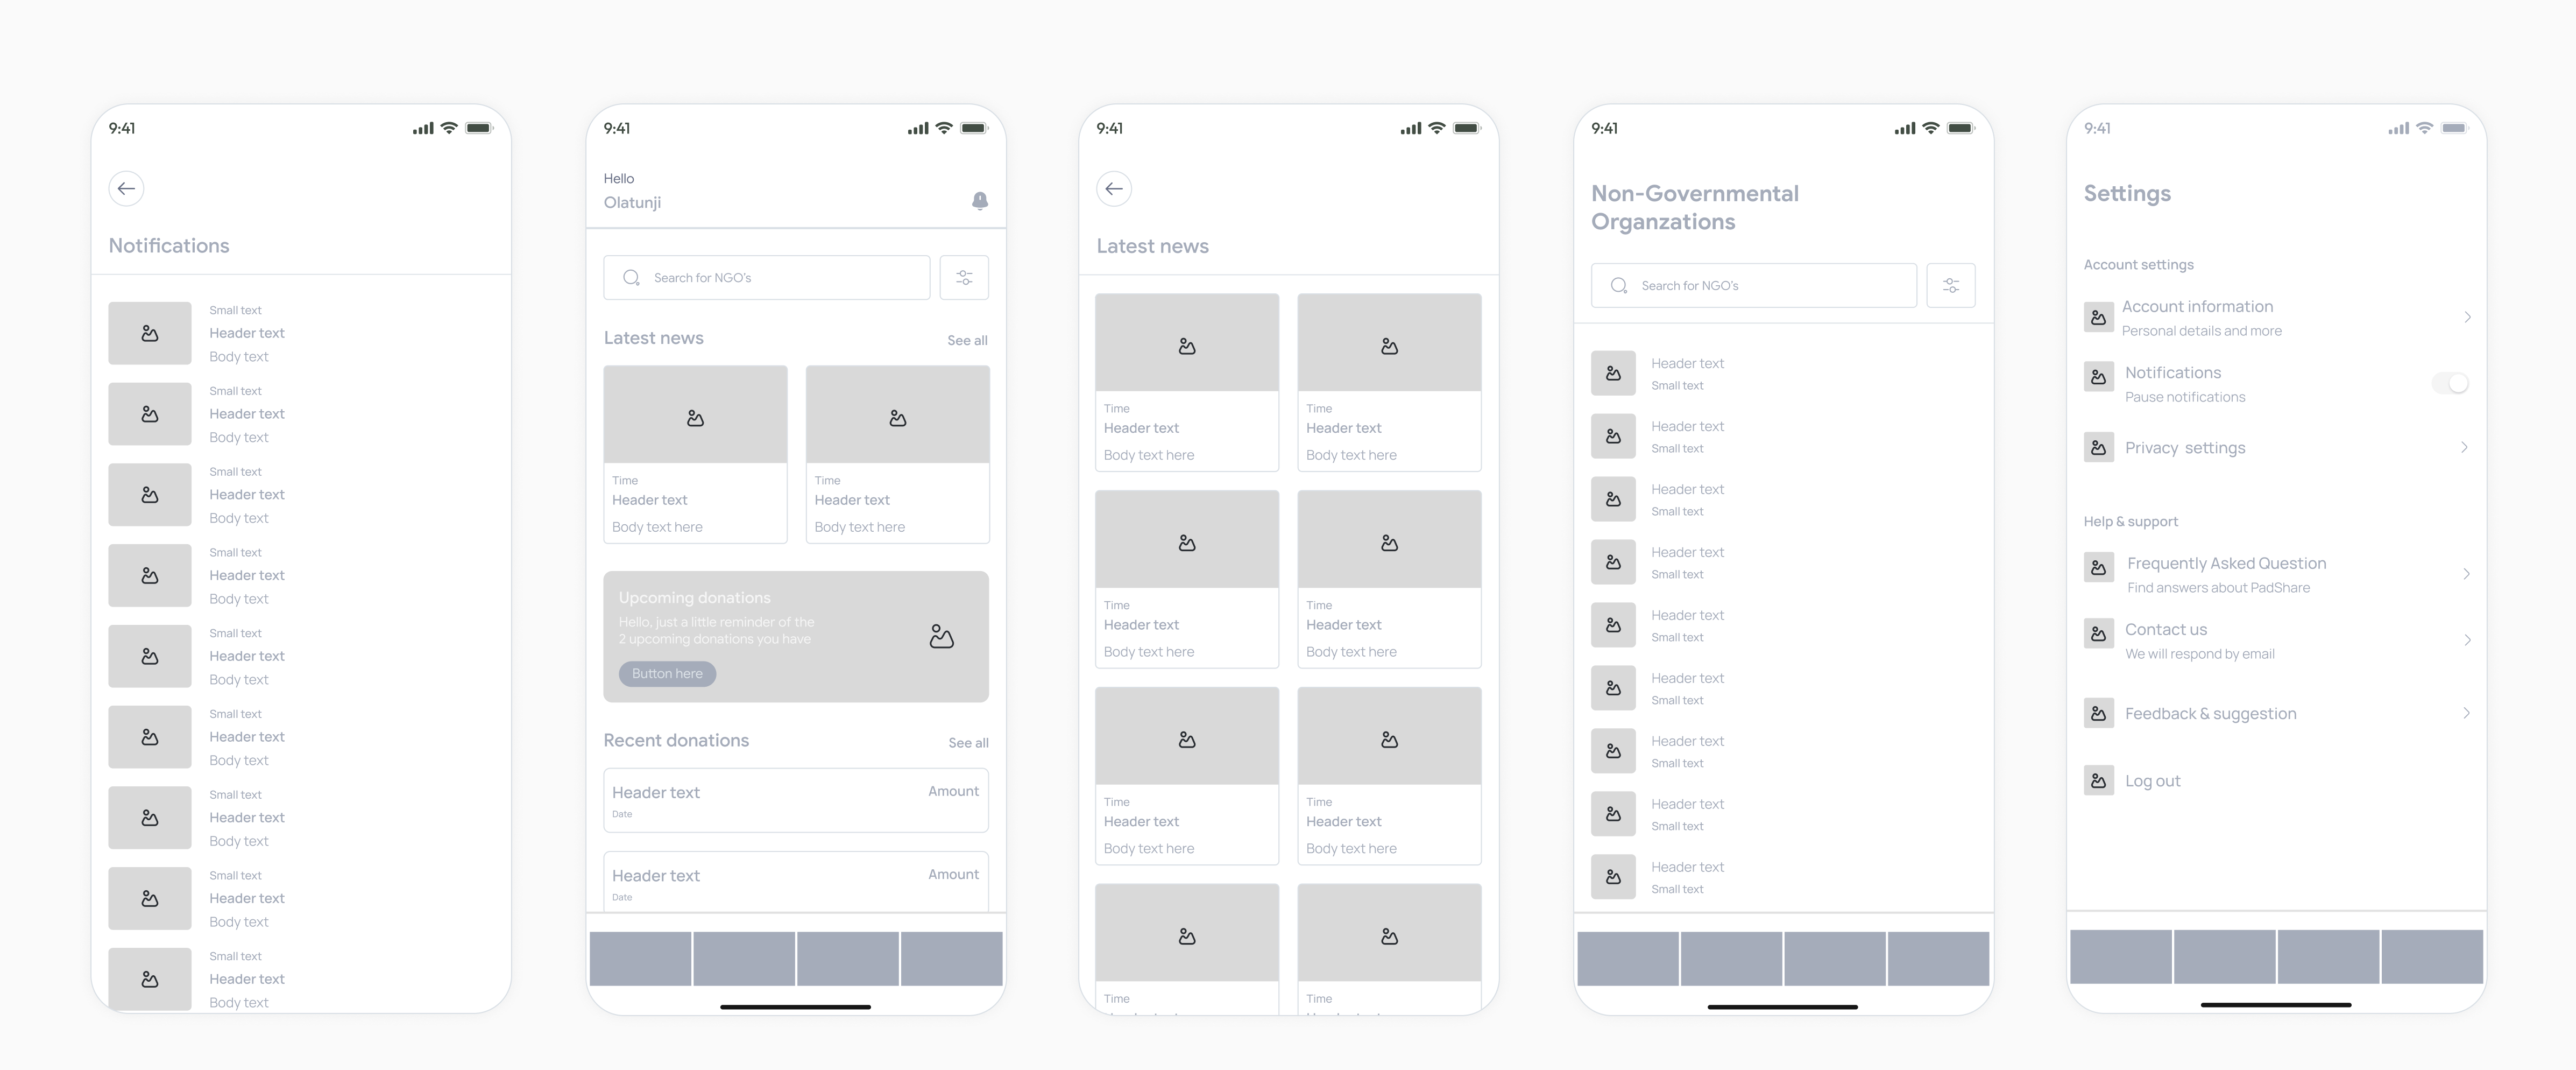 9:41
Notifications
Small text
Header text
Body text
Small text
Header text
Body text
Small text
Header text
Body text
Small text
Header text
Body text
Small text
Header text
Body text
Small text
Header text
Body text
Small text
Header text
Body text
Small text
Header text
Body text
Small text
Header text
Body text
9:41
Hello
Olatunji
Search for NGO's
Latest news See all
Time
Header text
Body text here
Time
Header text
Body text here
Upcoming donations
Hello, just a little reminder of the
2 upcoming donations you have
Button here
Recent donations See all
Header text Amount
Date
Header text Amount
Date
9:41
Latest news
Time
Header text
Body text here
Time
Header text
Body text here
Time
Header text
Body text here
Time
Header text
Body text here
Time
Header text
Body text here
Time
Header text
Body text here
Time
Time
9:41
Non-Governmental
Organzations
Search for NGO's
Header text
Small text
Header text
Small text
Header text
Small text
Header text
Small text
Header text
Small text
Header text
Small text
Header text
Small text
Header text
Small text
Header text
Small text
9:41
Settings
Account settings
Account information
Personal details and more
Notifications
Pause notifications
Privacy settings
Help & support
Frequently Asked Question
Find answers about PadShare
Contact us
We will respond by email
Feedback & suggestion
Log out